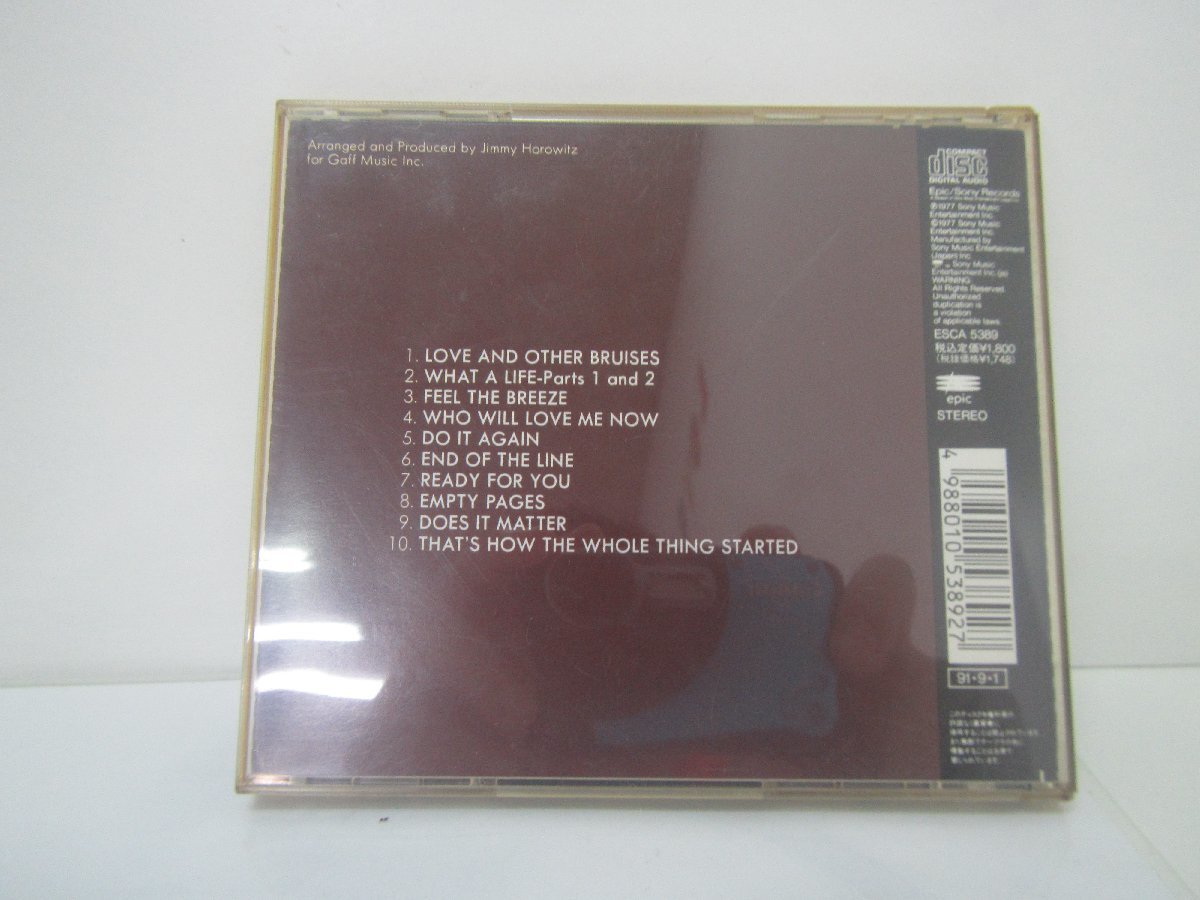 Arranged and Produced by Jimmy Horowitz
for Gaff Music Inc.
1. LOVE AND OTHER BRUISES
2. WHAT A LIFE-Parts 1 and 2
3. FEEL THE BREEZE
4. WHO WILL LOVE ME NOW
5. DO IT AGAIN
6. END OF THE LINE
7. READY FOR YOU
8. EMPTY PAGES
9. DOES IT MATTER
10. THAT'S HOW THE WHOLE THING STARTED
COMPACT
disc
DIGITAL AUDIO
Epic/Sony Records
℗1977 Sony Music
Entertainment Inc.
©1977 Sony Music
Entertainment Inc.
Manufactured by
Sony Music Entertainment
(Japan) Inc.
Sony Music
Entertainment Inc.
WARNING:
All Rights Reserved.
Unauthorized
duplication is
a violation
of applicable laws.
ESCA 5389
税込定価¥1,800
(税抜価格¥1,748)
epic
STEREO
4 988010 538927
91・9・1